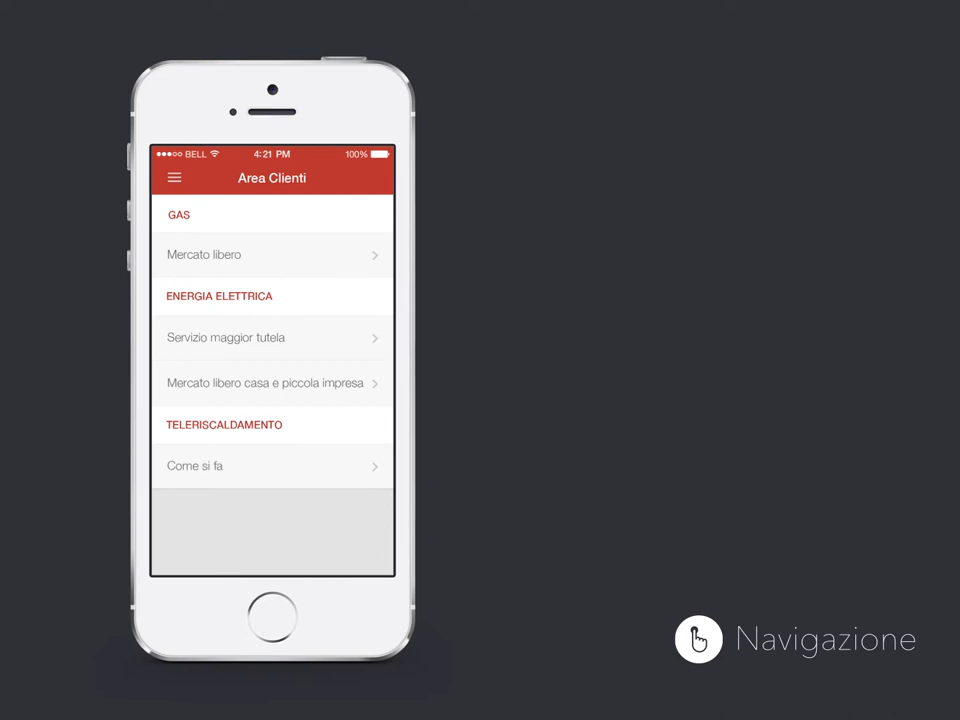 BELL 4:21 PM 100%
Area Clienti
GAS
Mercato libero
ENERGIA ELETTRICA
Servizio maggior tutela
Mercato libero casa e piccola impresa
TELERISCALDAMENTO
Come si fa
Navigazione